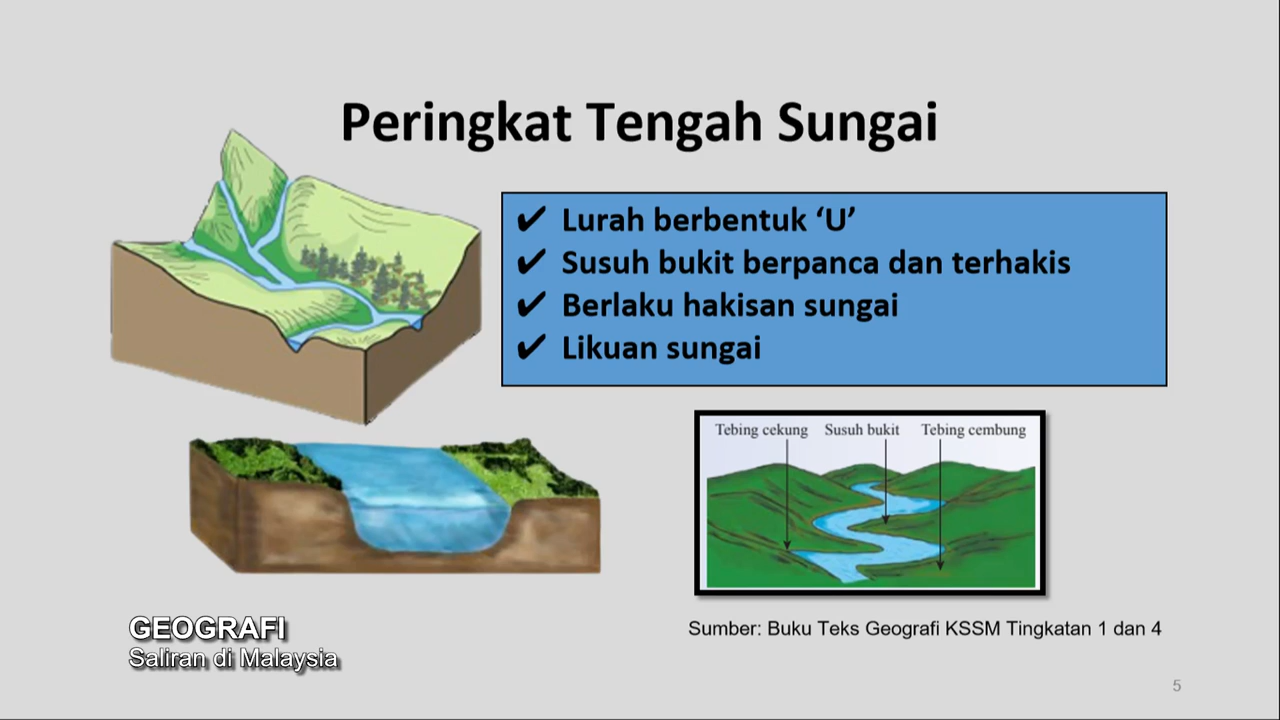 Peringkat Tengah Sungai
✔ Lurah berbentuk ‘U’
✔ Susuh bukit berpanca dan terhakis
✔ Berlaku hakisan sungai
✔ Likuan sungai
Tebing cekung Susuh bukit Tebing cembung
Sumber: Buku Teks Geografi KSSM Tingkatan 1 dan 4
GEOGRAFI
Saliran di Malaysia
5